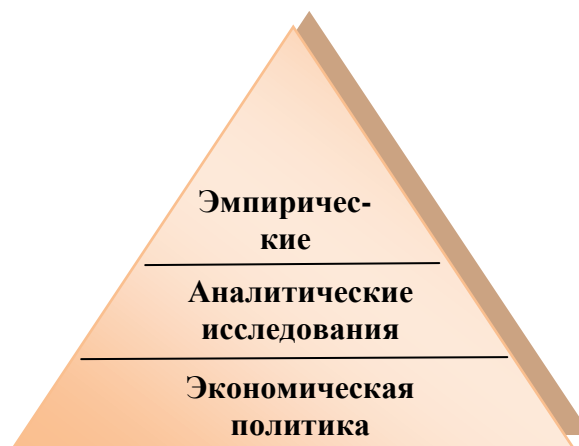 Эмпиричес-
кие
Аналитические
исследования
Экономическая
политика